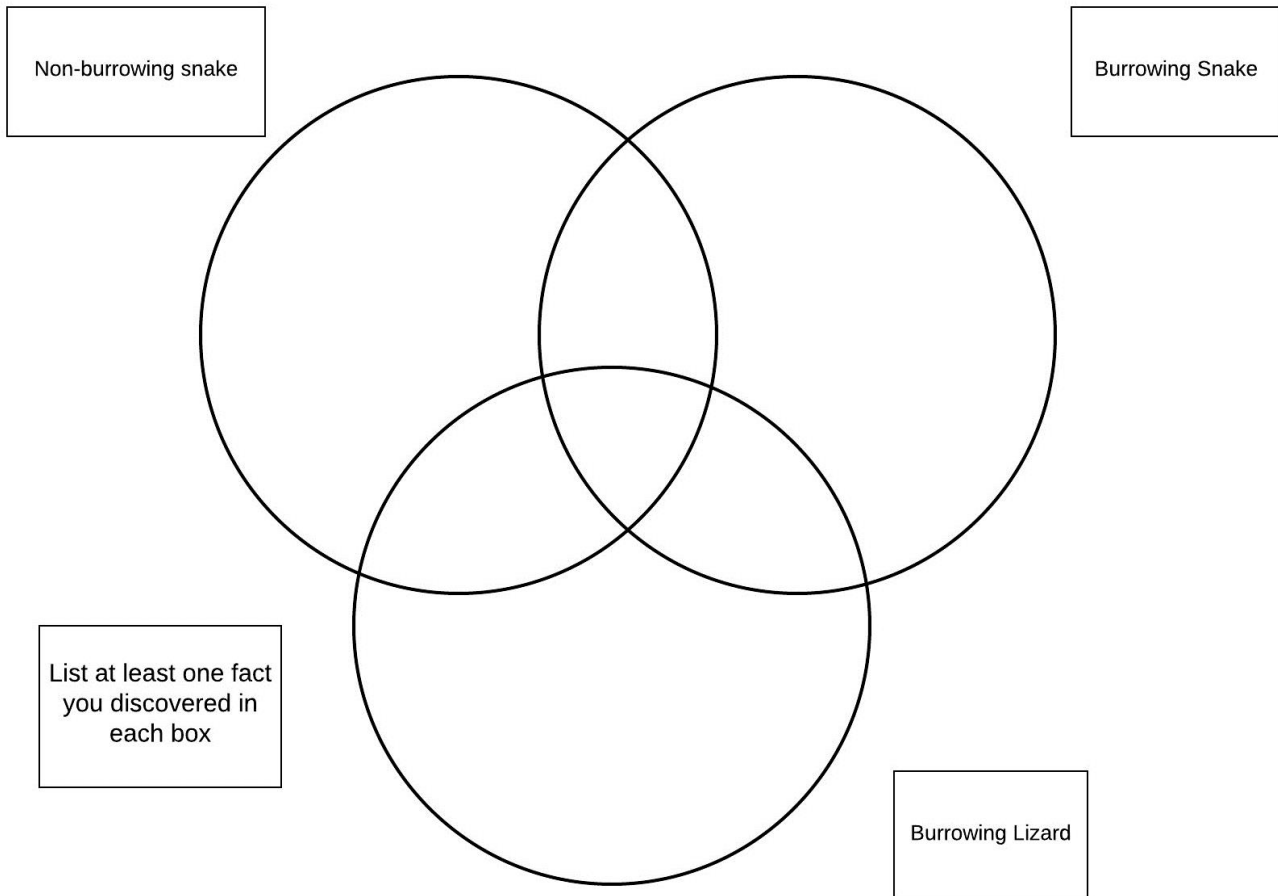 Non-burrowing snake
Burrowing Snake
List at least one fact
you discovered in
each box
Burrowing Lizard